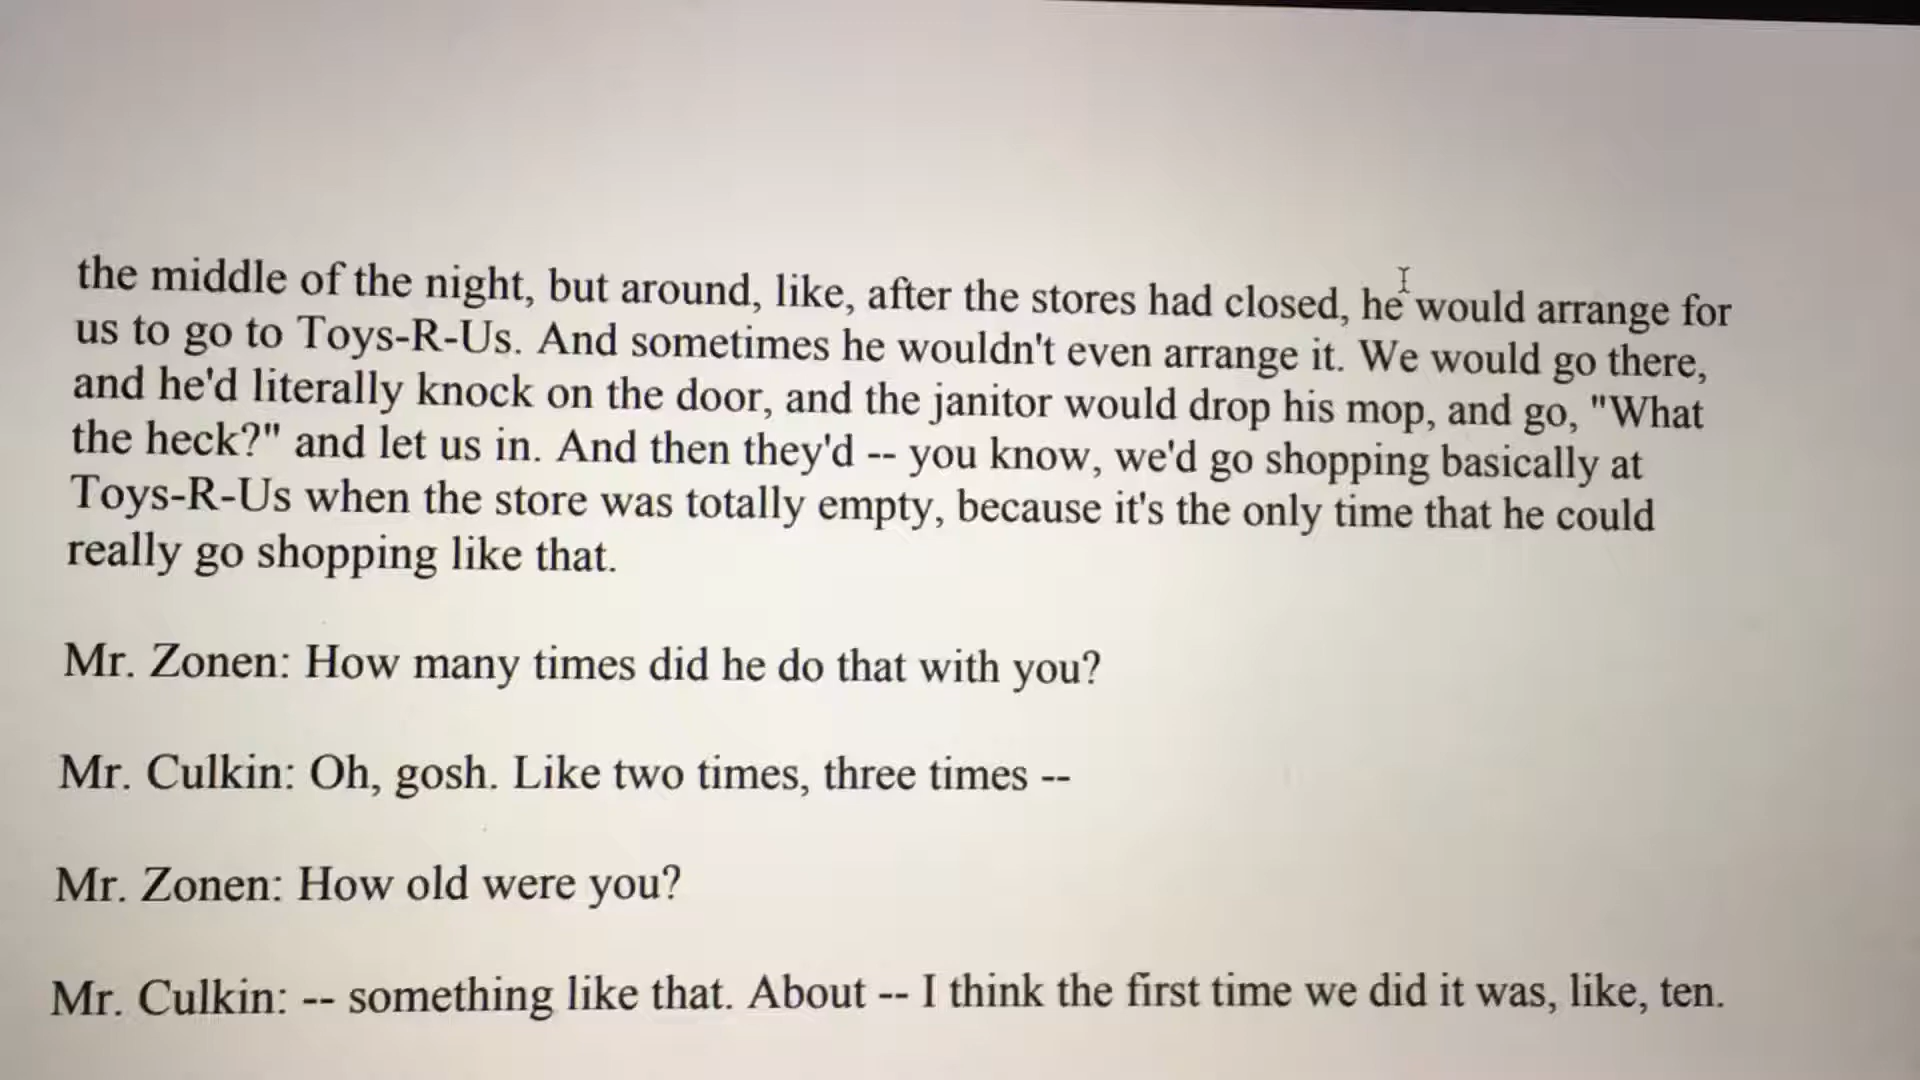 the middle of the night, but around, like, after the stores had closed, he would arrange for
us to go to Toys-R-Us. And sometimes he wouldn't even arrange it. We would go there,
and he'd literally knock on the door, and the janitor would drop his mop, and go, "What
the heck?" and let us in. And then they'd -- you know, we'd go shopping basically at
Toys-R-Us when the store was totally empty, because it's the only time that he could
really go shopping like that.
Mr. Zonen: How many times did he do that with you?
Mr. Culkin: Oh, gosh. Like two times, three times --
Mr. Zonen: How old were you?
Mr. Culkin: -- something like that. About -- I think the first time we did it was, like, ten.